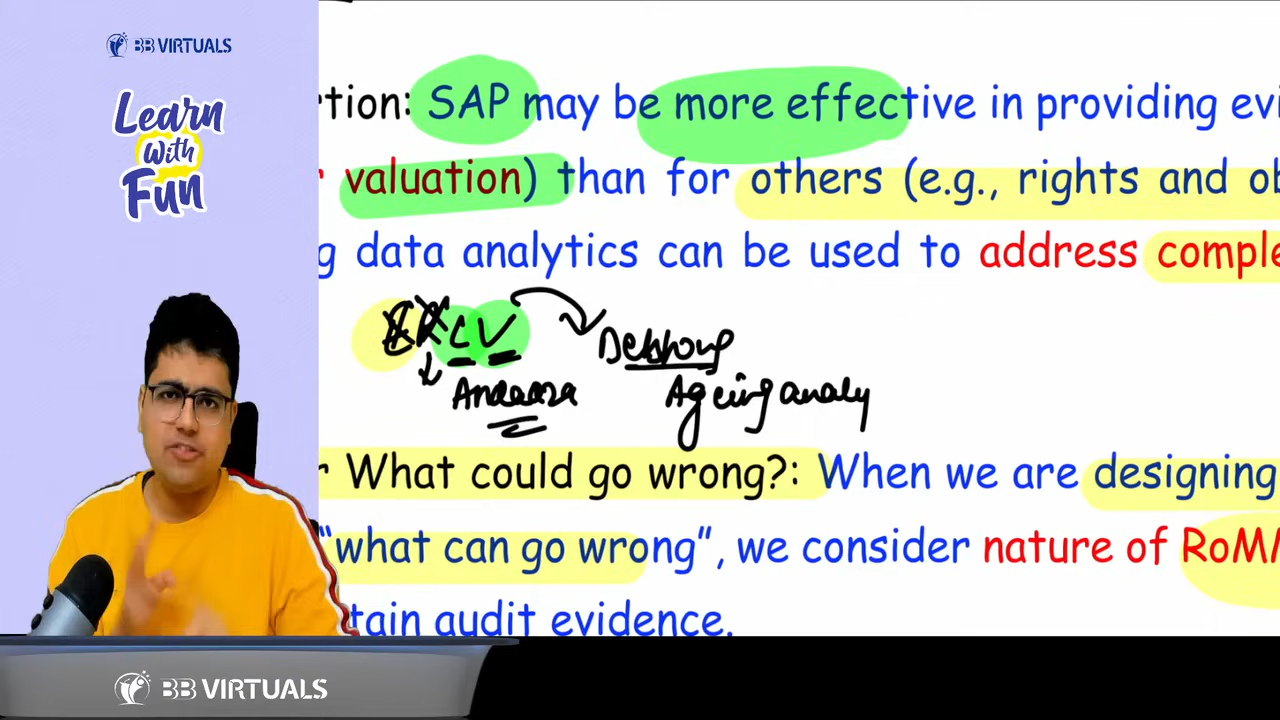 BB VIRTUALS
Learn
With
Fun
rtion: SAP may be more effective in providing evi
r valuation) than for others (e.g., rights and ob
g data analytics can be used to address comple
C V
Ageing analy
r What could go wrong?: When we are designing
“what can go wrong”, we consider nature of RoMM
tain audit evidence.
BB VIRTUALS